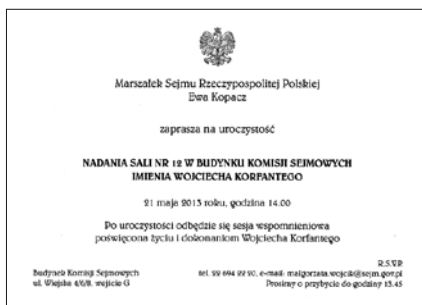 Marszałek Sejmu Rzeczypospolitej Polskiej
Ewa Kopacz
zaprasza na uroczystość
NADANIA SALI NR 12 W BUDYNKU KOMISJI SEJMOWYCH
IMIENIA WOJCIECHA KORFANTEGO
21 maja 2013 roku, godzina 14.00
Po uroczystości odbędzie się sesja wspomnieniowa
poświęcona życiu i dokonaniom Wojciecha Korfantego
Budynek Komisji Sejmowych
ul. Wiejska 4/6/8, wejście G
R.S.V.P.
tel. 22 694 22 20, e-mail: malgorzata.wojcik@sejm.gov.pl
Prosimy o przybycie do godziny 13.45